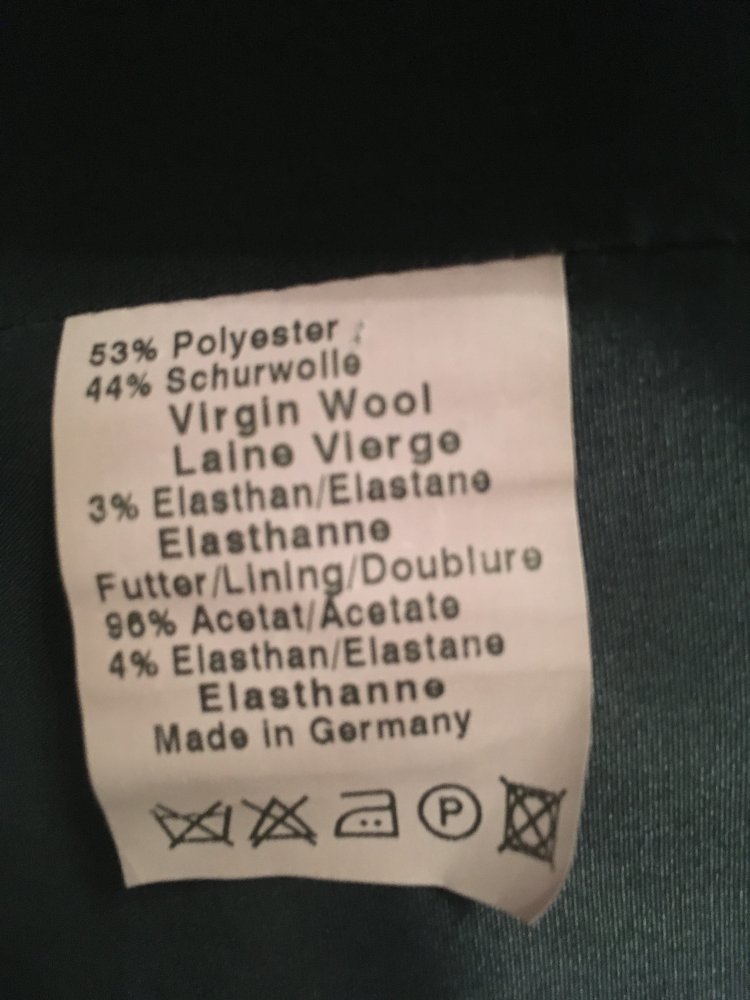 53% Polyester
44% Schurwolle
Virgin Wool
Laine Vierge
3% Elasthan/Elastane
Elasthanne
Futter/Lining/Doublure
96% Acetat/Acetate
4% Elasthan/Elastane
Elasthanne
Made in Germany
P